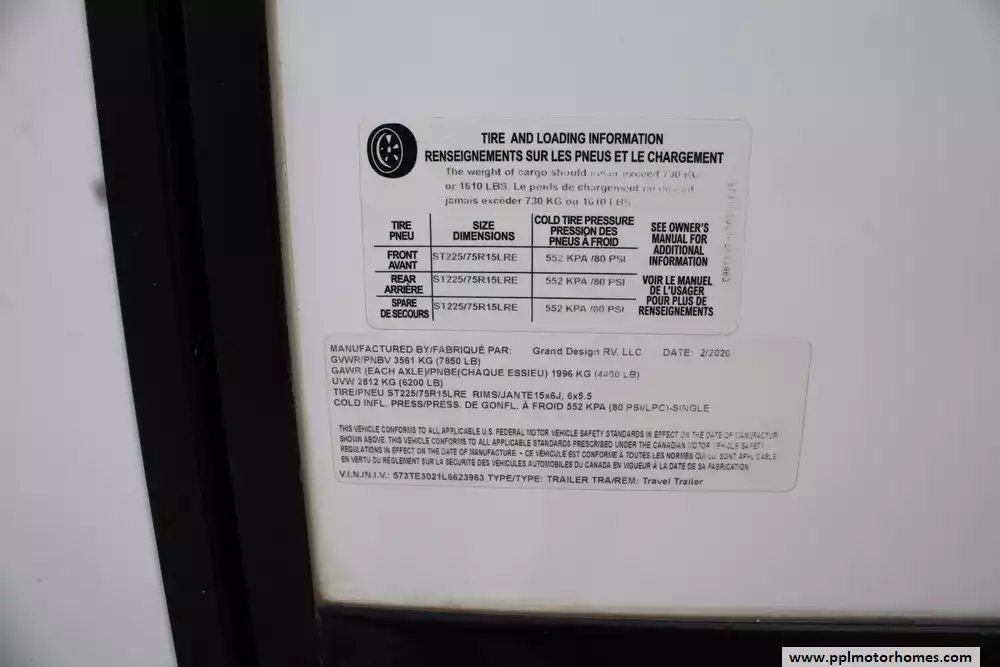 TIRE AND LOADING INFORMATION
RENSEIGNEMENTS SUR LES PNEUS ET LE CHARGEMENT
The weight of cargo should never exceed 730 KG
or 1610 LBS. Le poids de chargement ne doit
jamais exceder 730 KG ou 1610 LBS
TIRE PNEU SIZE DIMENSIONS COLD TIRE PRESSURE PRESSION DES PNEUS À FROID
FRONT AVANT ST225/75R15LRE 552 KPA /80 PSI
REAR ARRIÈRE ST225/75R15LRE 552 KPA /80 PSI
SPARE DE SECOURS ST225/75R15LRE 552 KPA /80 PSI
SEE OWNER'S
MANUAL FOR
ADDITIONAL
INFORMATION
VOIR LE MANUEL
DE L'USAGER
POUR PLUS DE
RENSEIGNEMENTS
MANUFACTURED BY/FABRIQUÉ PAR: Grand Design RV, LLC DATE: 2/2020
GVWR/PNBV 3561 KG (7850 LB)
GAWR (EACH AXLE)/PNBE(CHAQUE ESSIEU) 1996 KG (4400 LB)
UVW 2812 KG (6200 LB)
TIRE/PNEU ST225/75R15LRE RIMS/JANTE 15x6J, 6x5.5
COLD INFL. PRESS/PRESS. DE GONFL. À FROID 552 KPA (80 PSI/LPC)-SINGLE
THIS VEHICLE CONFORMS TO ALL APPLICABLE U.S. FEDERAL MOTOR VEHICLE SAFETY STANDARDS IN EFFECT ON THE DATE OF MANUFACTUR
SHOWN ABOVE. THIS VEHICLE CONFORMS TO ALL APPLICABLE STANDARDS PRESCRIBED UNDER THE CANADIAN MOTOR VEHICLE SAFETY
REGULATIONS IN EFFECT ON THE DATE OF MANUFACTURE - CE VÉHICULE EST CONFORME À TOUTES LES NORMES QUI LUI SONT APPLICABLE
EN VERTU DU RÈGLEMENT SUR LA SÉCURITÉ DES VÉHICULES AUTOMOBILES DU CANADA EN VIGUEUR À LA DATE DE SA FABRICATION
V.I.N./N.I.V.: 573TE3021L6623963 TYPE/TYPE: TRAILER TRA/REM: Travel Trailer
www.pplmotorhomes.com